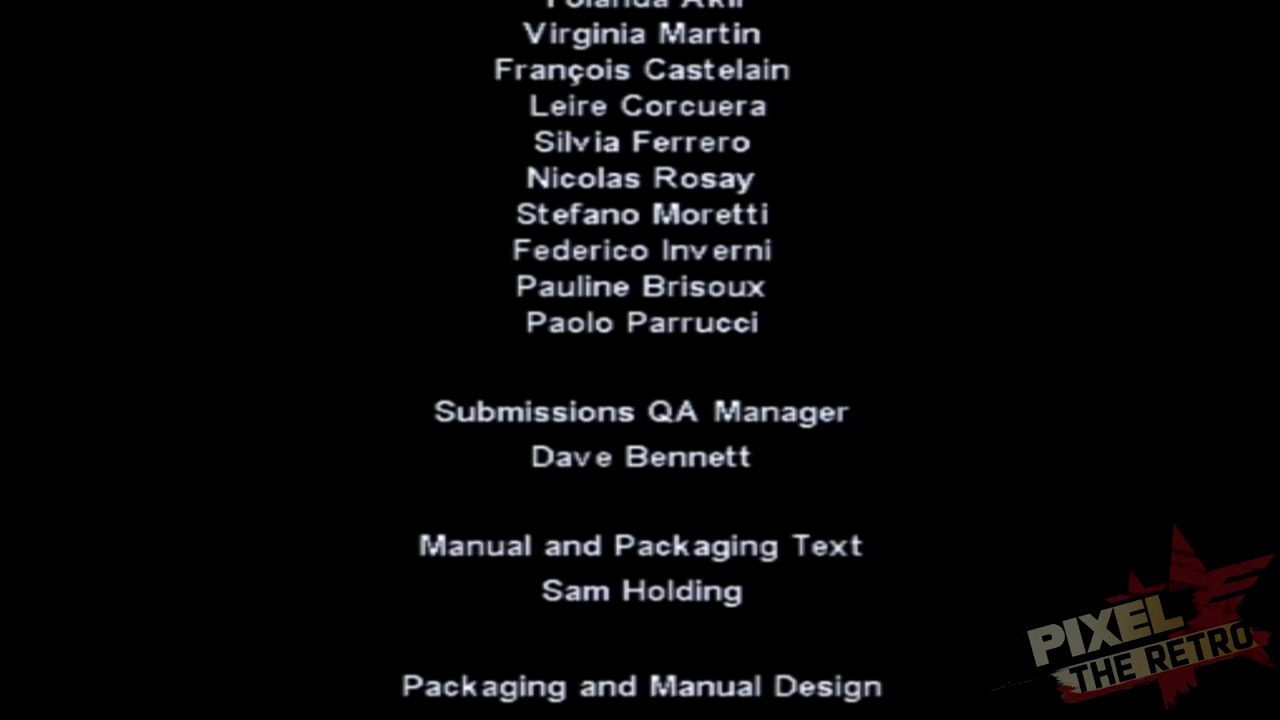 Virginia Martin
François Castelain
Leire Corcuera
Silvia Ferrero
Nicolas Rosay
Stefano Moretti
Federico Inverni
Pauline Brisoux
Paolo Parrucci
Submissions QA Manager
Dave Bennett
Manual and Packaging Text
Sam Holding
Packaging and Manual Design
PIXEL
THE RETRO